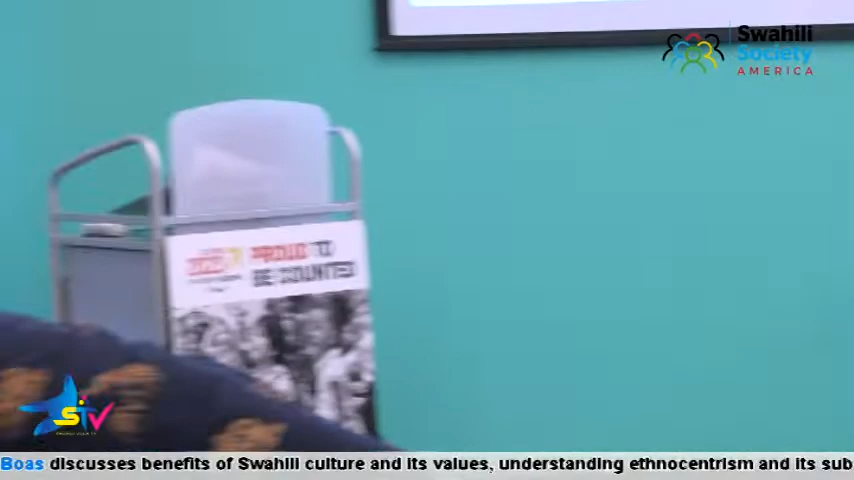 Swahili
Society
AMERICA
PROUD TO
BE COUNTED
STV
Boas discusses benefits of Swahili culture and its values, understanding ethnocentrism and its sub